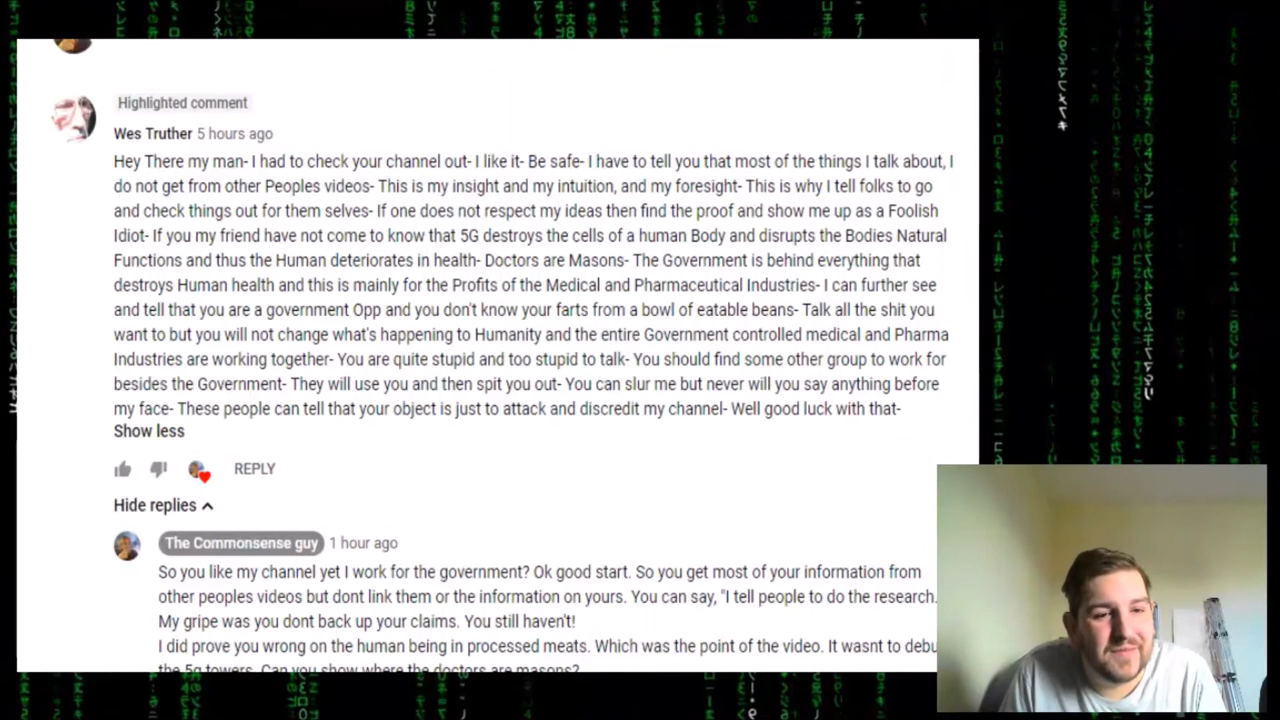 Highlighted comment
Wes Truther 5 hours ago
Hey There my man- I had to check your channel out- I like it- Be safe- I have to tell you that most of the things I talk about, I
do not get from other Peoples videos- This is my insight and my intuition, and my foresight- This is why I tell folks to go
and check things out for them selves- If one does not respect my ideas then find the proof and show me up as a Foolish
Idiot- If you my friend have not come to know that 5G destroys the cells of a human Body and disrupts the Bodies Natural
Functions and thus the Human deteriorates in health- Doctors are Masons- The Government is behind everything that
destroys Human health and this is mainly for the Profits of the Medical and Pharmaceutical Industries- I can further see
and tell that you are a government Opp and you don't know your farts from a bowl of eatable beans- Talk all the shit you
want to but you will not change what's happening to Humanity and the entire Government controlled medical and Pharma
Industries are working together- You are quite stupid and too stupid to talk- You should find some other group to work for
besides the Government- They will use you and then spit you out- You can slur me but never will you say anything before
my face- These people can tell that your object is just to attack and discredit my channel- Well good luck with that-
Show less
REPLY
Hide replies
The Commonsense guy 1 hour ago
So you like my channel yet I work for the government? Ok good start. So you get most of your information from
other peoples videos but dont link them or the information on yours. You can say, "I tell people to do the research.
My gripe was you dont back up your claims. You still haven't!
I did prove you wrong on the human being in processed meats. Which was the point of the video. It wasnt to debu
the 5g towers. Can you show where the doctors are masons?